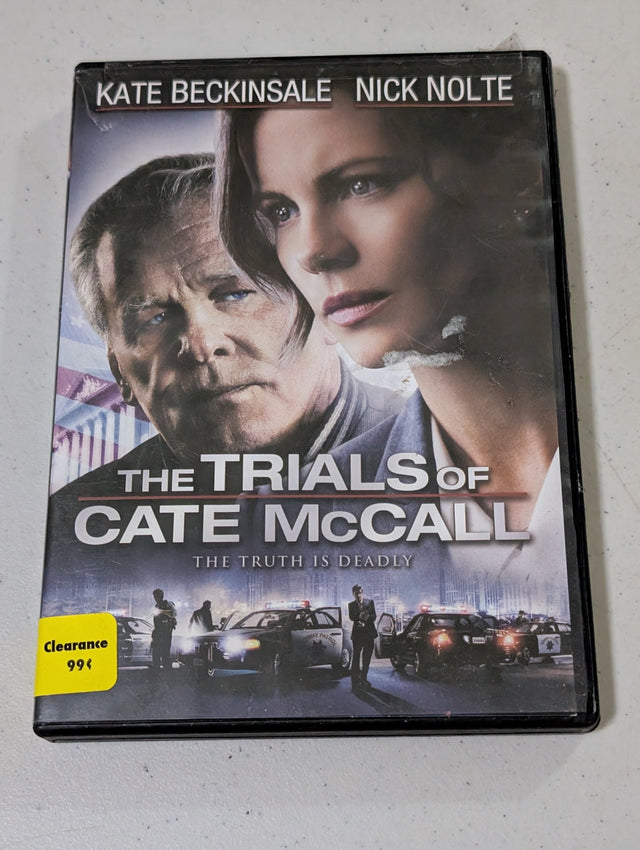 KATE BECKINSALE NICK NOLTE
THE TRIALS OF
CATE McCALL
THE TRUTH IS DEADLY
Clearance
99¢